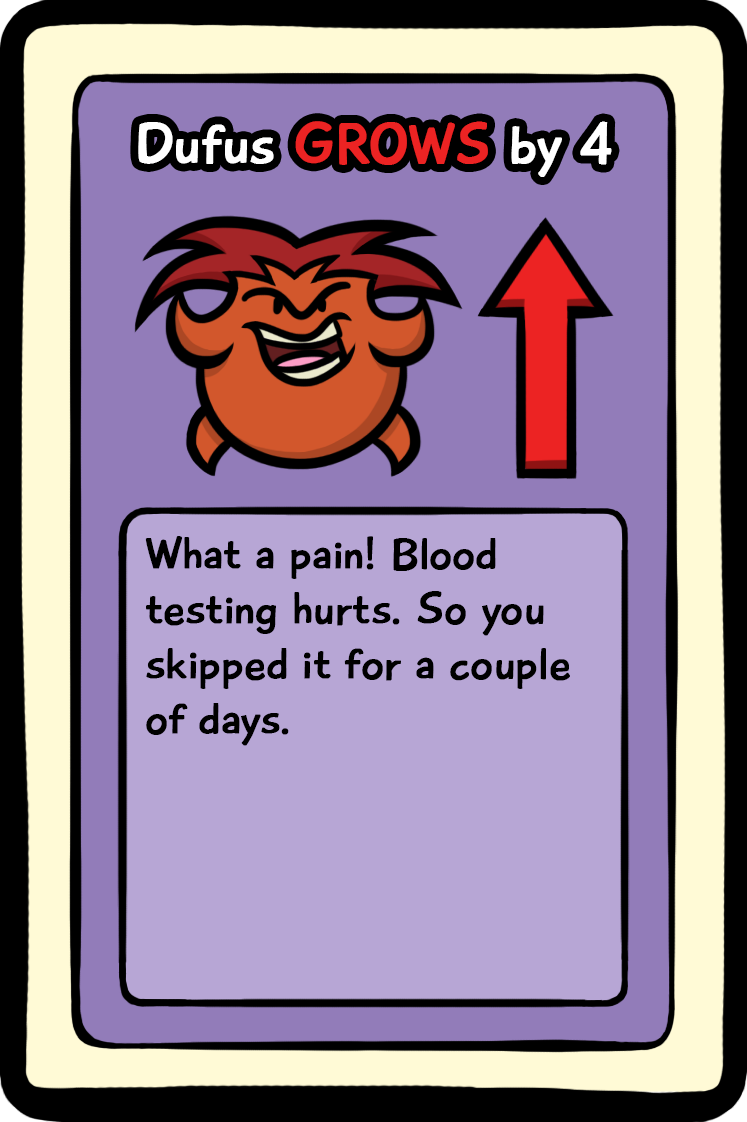 Dufus GROWS by 4
What a pain! Blood
testing hurts. So you
skipped it for a couple
of days.